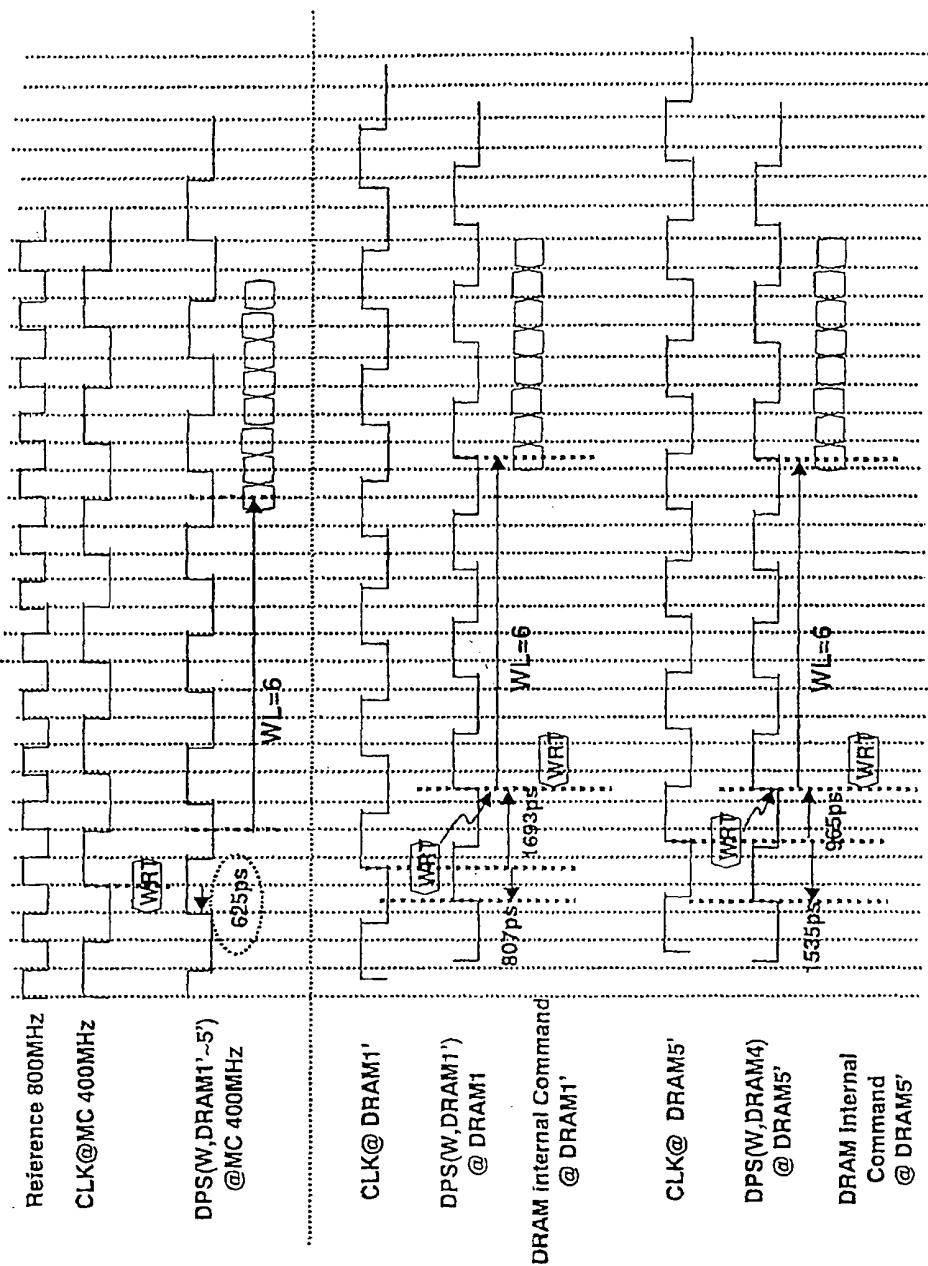 Reference 800MHz
CLK@MC 400MHz
WRT
625ps
DPS(W,DRAM1'~5')
@MC 400MHz
WL=6
CLK@ DRAM1'
WRT
DPS(W,DRAM1')
@ DRAM1
807ps
1693ps
WL=6
DRAM internal Command
@ DRAM1'
WRT
CLK@ DRAM5'
WRT
DPS(W,DRAM4)
@ DRAM5'
1535ps
965ps
WL=6
DRAM Internal
Command
@ DRAM5'
WRT